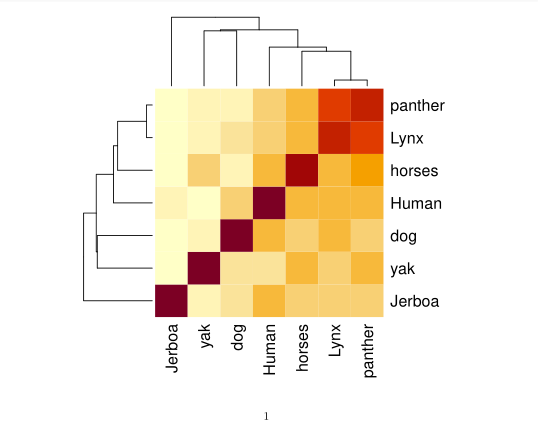 panther
Lynx
horses
Human
dog
yak
Jerboa
Jerboa
yak
dog
Human
horses
Lynx
panther
1